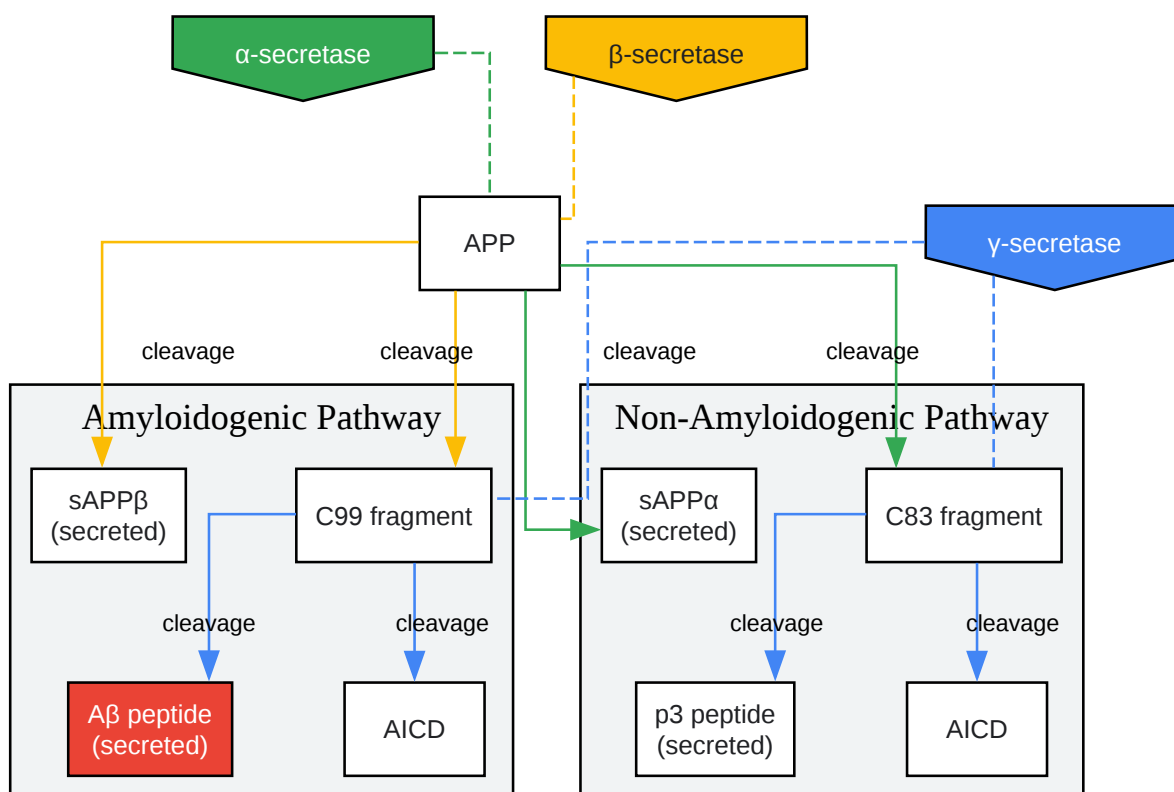 α-secretase
β-secretase
APP
γ-secretase
cleavage
cleavage
cleavage
cleavage
Amyloidogenic Pathway
Non-Amyloidogenic Pathway
sAPPβ
(secreted)
C99 fragment
sAPPα
(secreted)
C83 fragment
cleavage
cleavage
cleavage
cleavage
Aβ peptide
(secreted)
AICD
p3 peptide
(secreted)
AICD